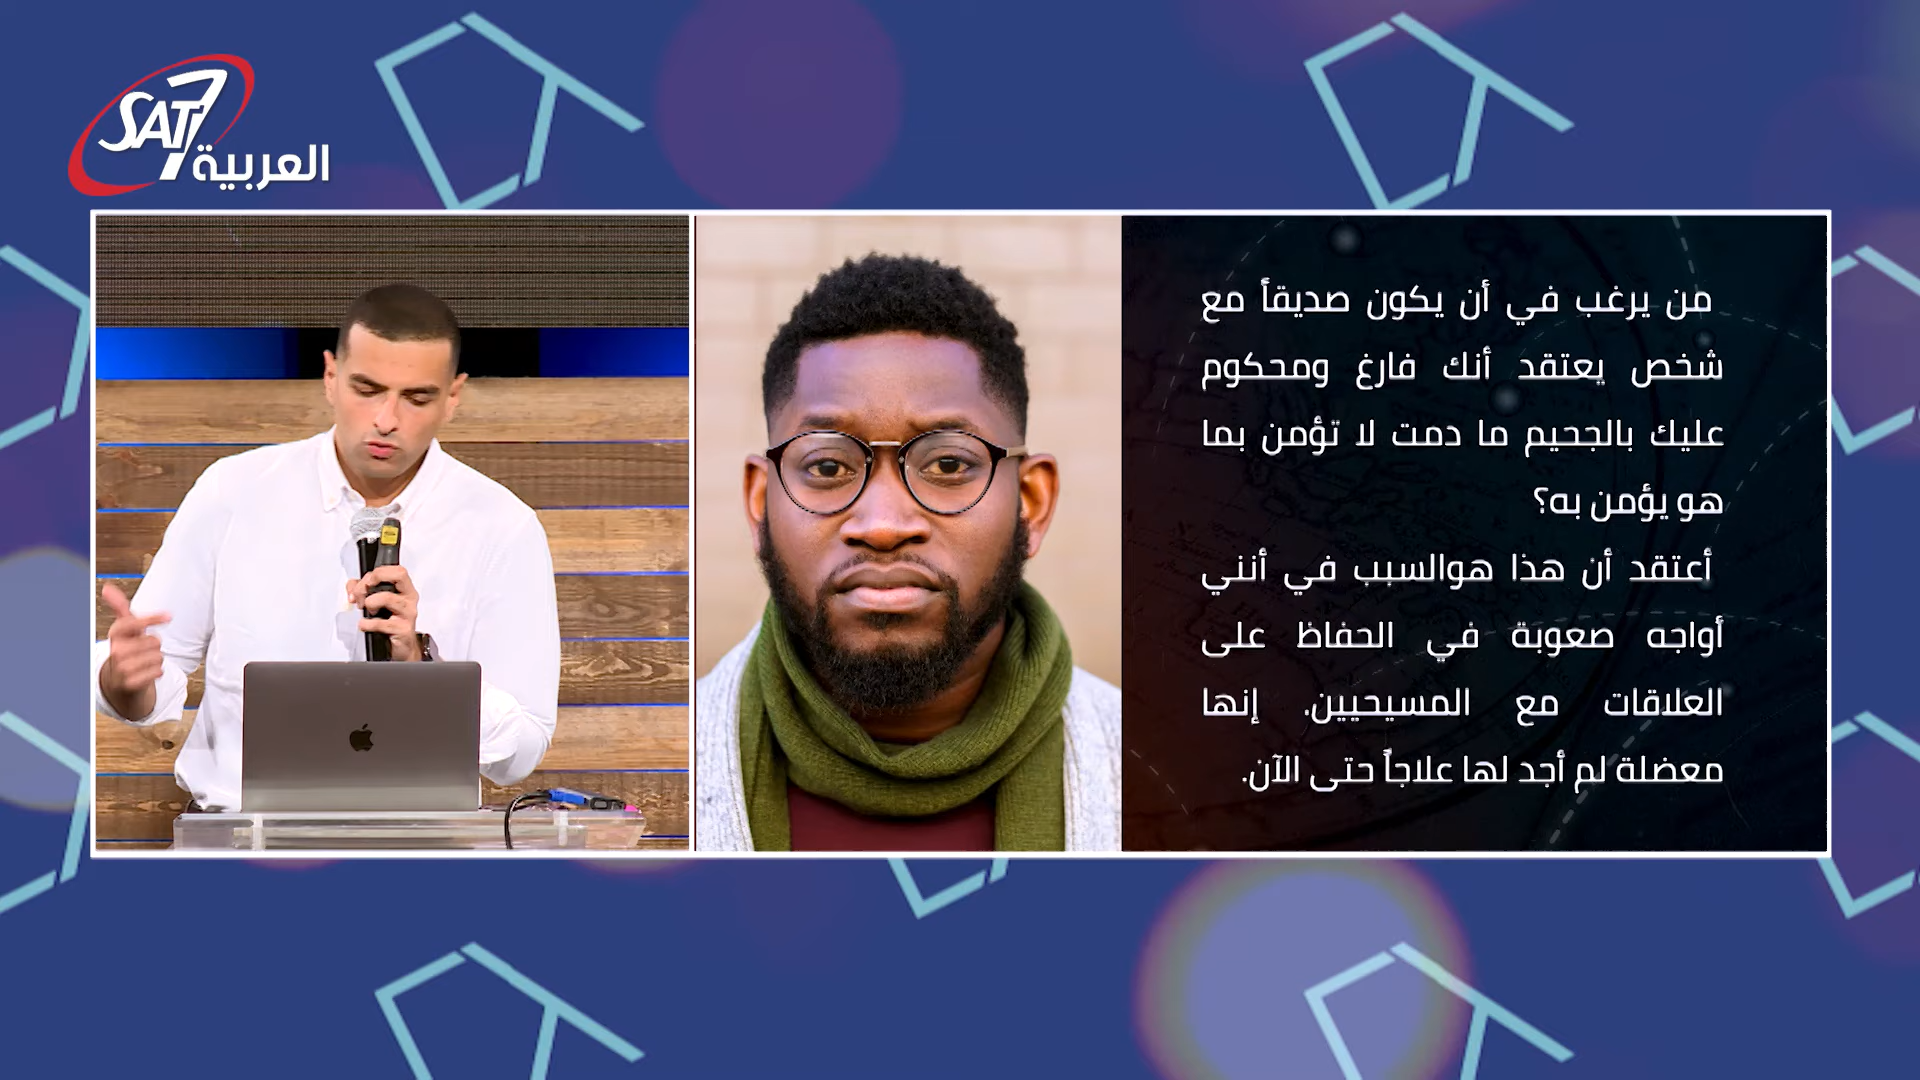 SAT7
العربية
من يرغب في أن يكون صديقاً مع
شخص يعتقد أنك فارغ ومحكوم
عليك بالجحيم ما دمت لا تؤمن بما
هو يؤمن به؟
أعتقد أن هذا هوالسبب في أنني
أواجه صعوبة في الحفاظ على
العلاقات مع المسيحيين. إنها
معضلة لم أجد لها علاجاً حتى الآن.